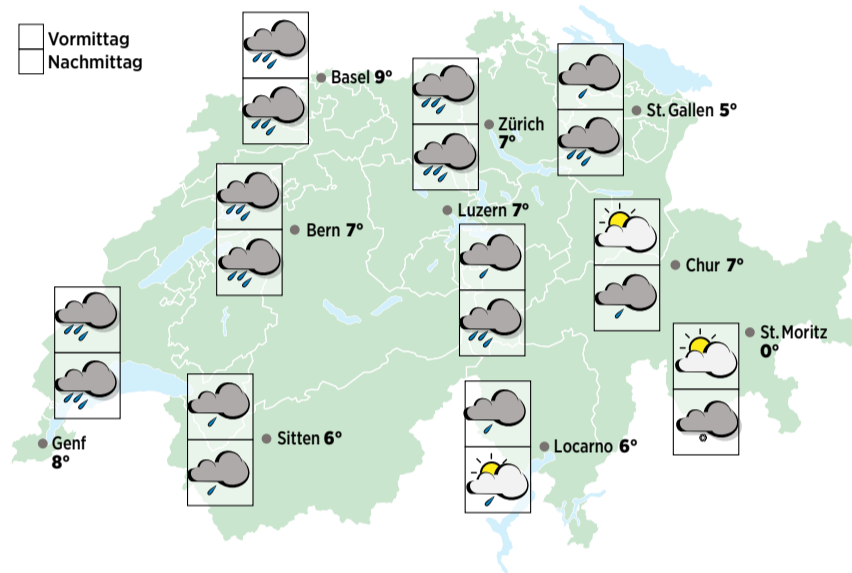 Vormittag
Nachmittag
Basel 9°
Zürich
7°
St. Gallen 5°
Bern 7°
Luzern 7°
Chur 7°
St. Moritz
0°
Genf
8°
Sitten 6°
Locarno 6°